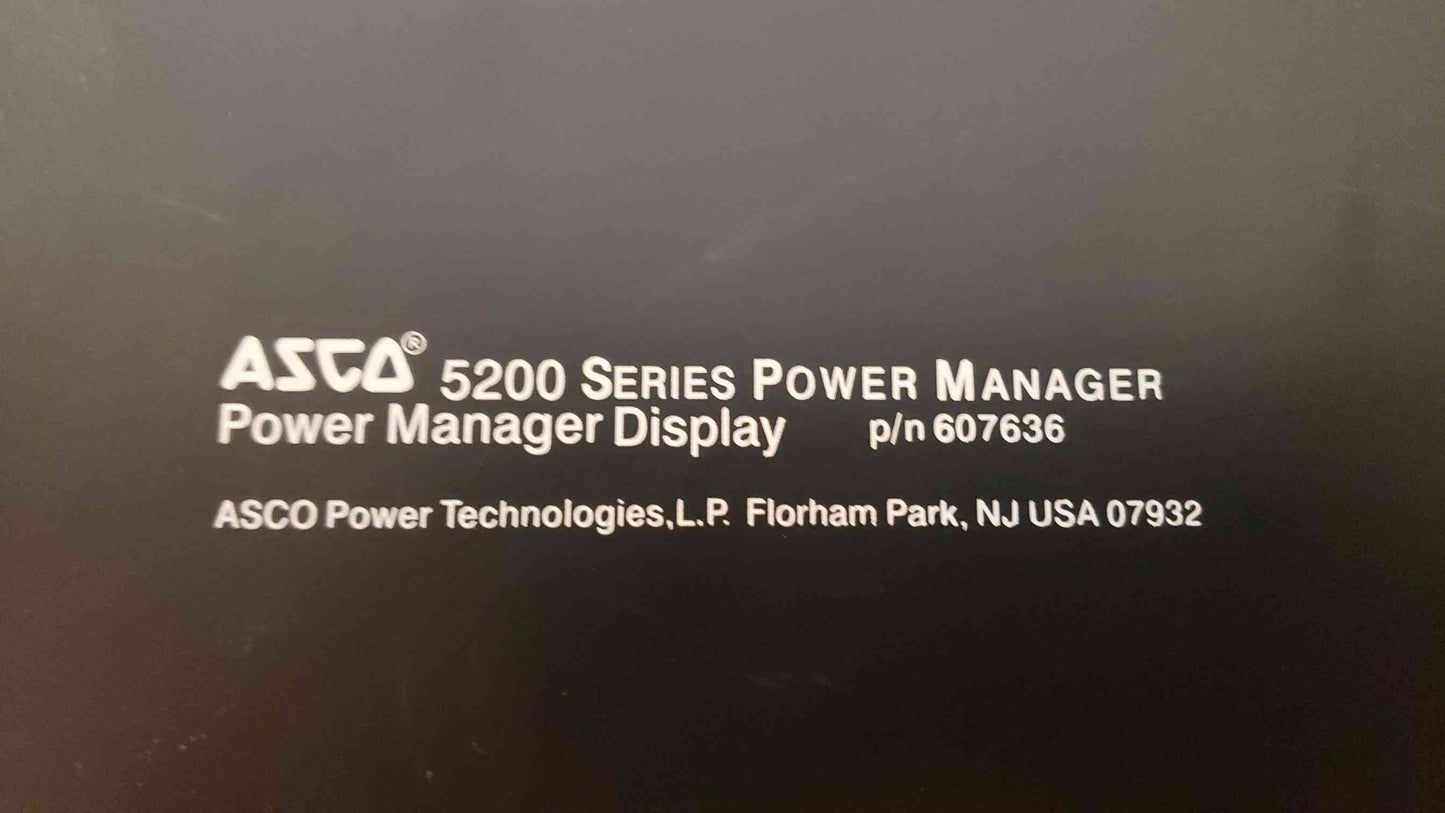 ASCO® 5200 SERIES POWER MANAGER
Power Manager Display p/n 607636
ASCO Power Technologies,L.P. Florham Park, NJ USA 07932